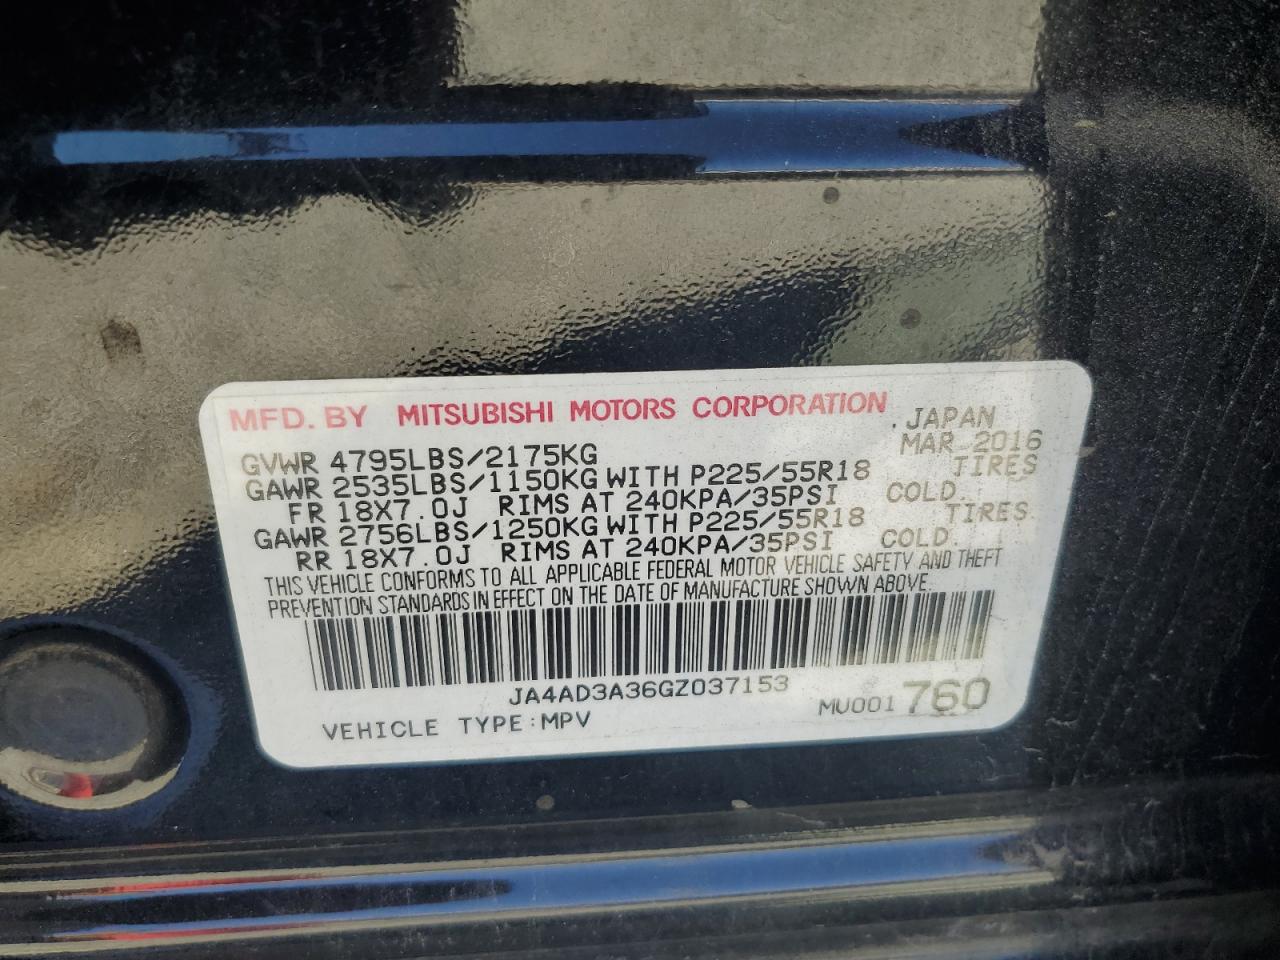 MFD. BY MITSUBISHI MOTORS CORPORATION . JAPAN
GVWR 4795LBS/2175KG MAR 2016
GAWR 2535LBS/1150KG WITH P225/55R18 TIRES
FR 18X7.0J RIMS AT 240KPA/35PSI COLD.
GAWR 2756LBS/1250KG WITH P225/55R18 TIRES
RR 18X7.0J RIMS AT 240KPA/35PSI COLD.
THIS VEHICLE CONFORMS TO ALL APPLICABLE FEDERAL MOTOR VEHICLE SAFETY AND THEFT
PREVENTION STANDARDS IN EFFECT ON THE DATE OF MANUFACTURE SHOWN ABOVE.
JA4AD3A36GZ037153
VEHICLE TYPE:MPV MU001 760